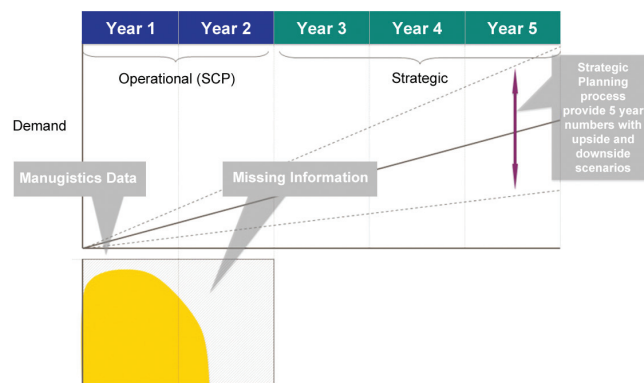 Year 1 Year 2 Year 3 Year 4 Year 5
Operational (SCP) Strategic
Strategic
Planning
process
provide 5 year
numbers with
upside and
downside
scenarios
Demand
Manugistics Data Missing Information